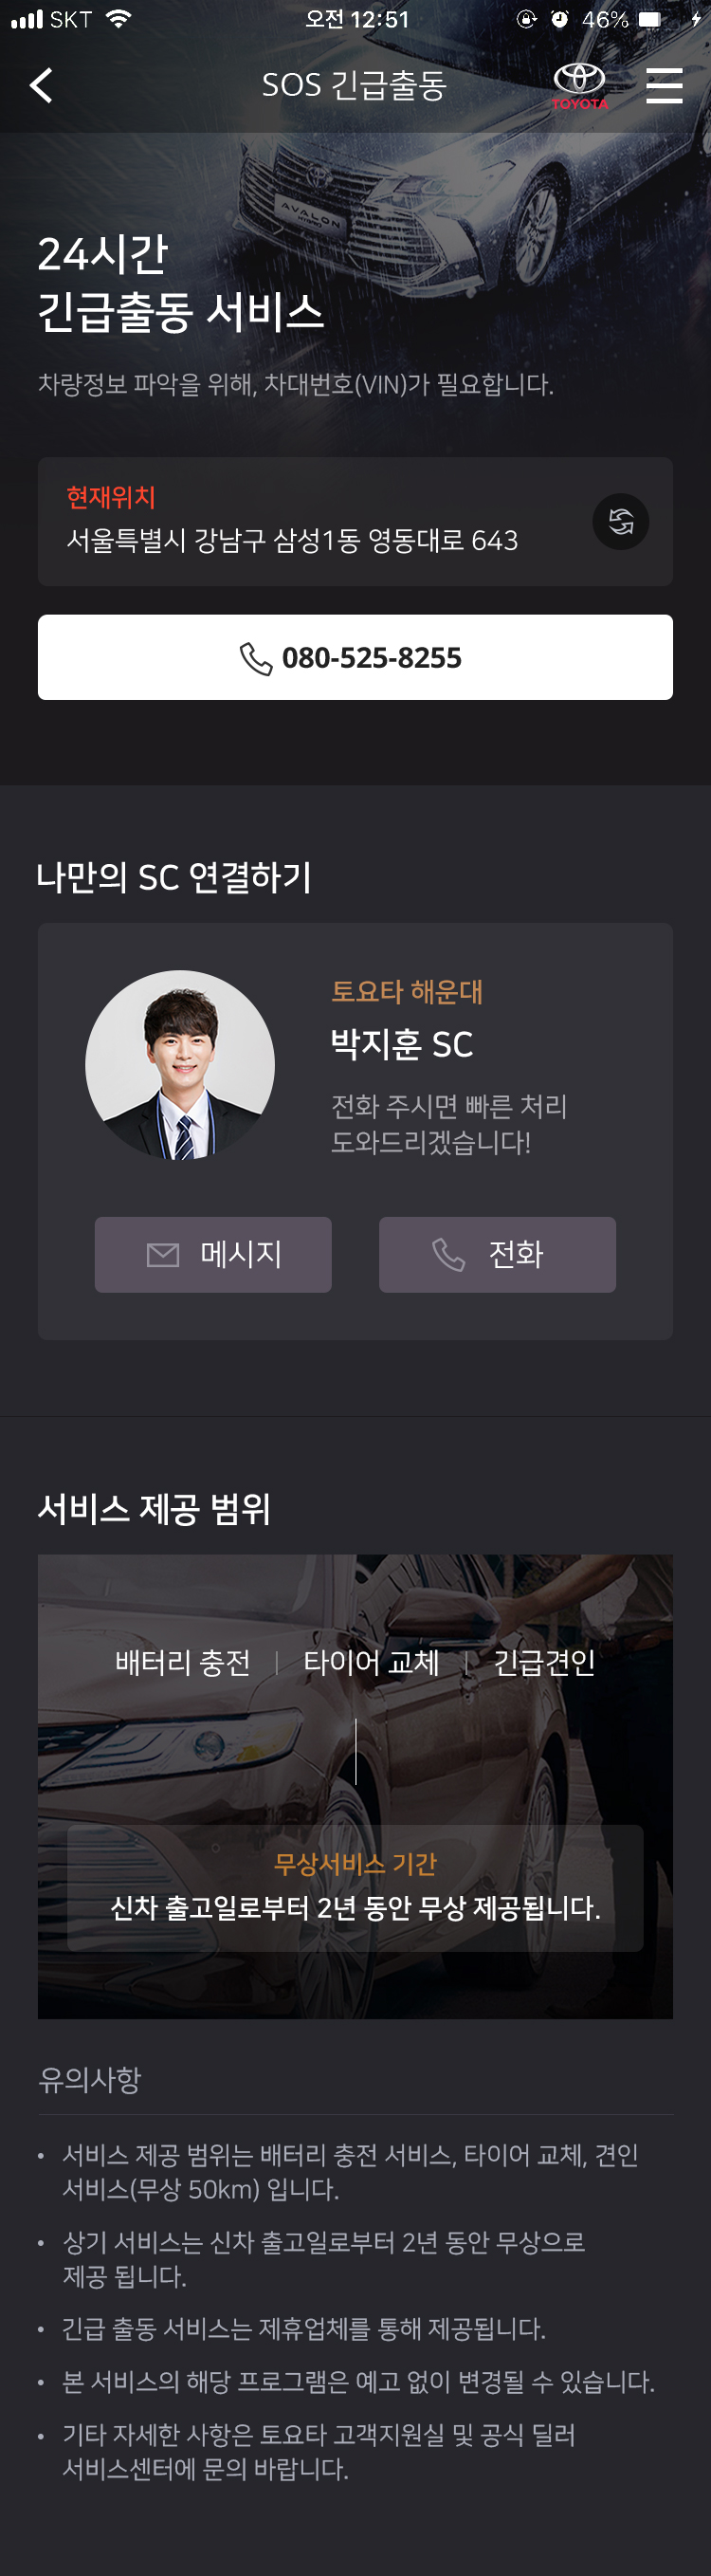 SKT
오전 12:51
46%
SOS 긴급출동
TOYOTA
AVALON
HYBRID
24시간
긴급출동 서비스
차량정보 파악을 위해, 차대번호(VIN)가 필요합니다.
현재위치
서울특별시 강남구 삼성1동 영동대로 643
080-525-8255
나만의 SC 연결하기
토요타 해운대
박지훈 SC
전화 주시면 빠른 처리
도와드리겠습니다!
메시지
전화
서비스 제공 범위
배터리 충전 | 타이어 교체 | 긴급견인
무상서비스 기간
신차 출고일로부터 2년 동안 무상 제공됩니다.
유의사항
• 서비스 제공 범위는 배터리 충전 서비스, 타이어 교체, 견인
서비스(무상 50km) 입니다.
• 상기 서비스는 신차 출고일로부터 2년 동안 무상으로
제공 됩니다.
• 긴급 출동 서비스는 제휴업체를 통해 제공됩니다.
• 본 서비스의 해당 프로그램은 예고 없이 변경될 수 있습니다.
• 기타 자세한 사항은 토요타 고객지원실 및 공식 딜러
서비스센터에 문의 바랍니다.